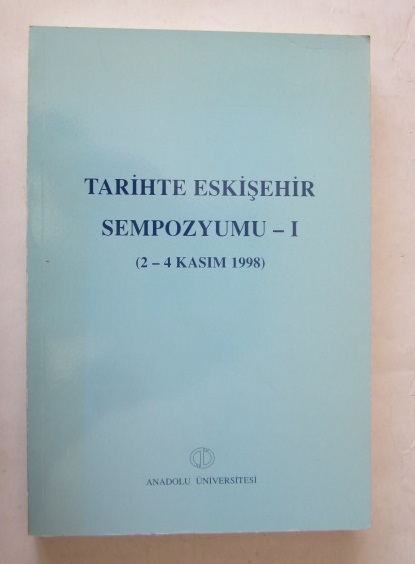 TARİHTE ESKİŞEHİR
SEMPOZYUMU – I
(2 – 4 KASIM 1998)
ANADOLU ÜNİVERSİTESİ